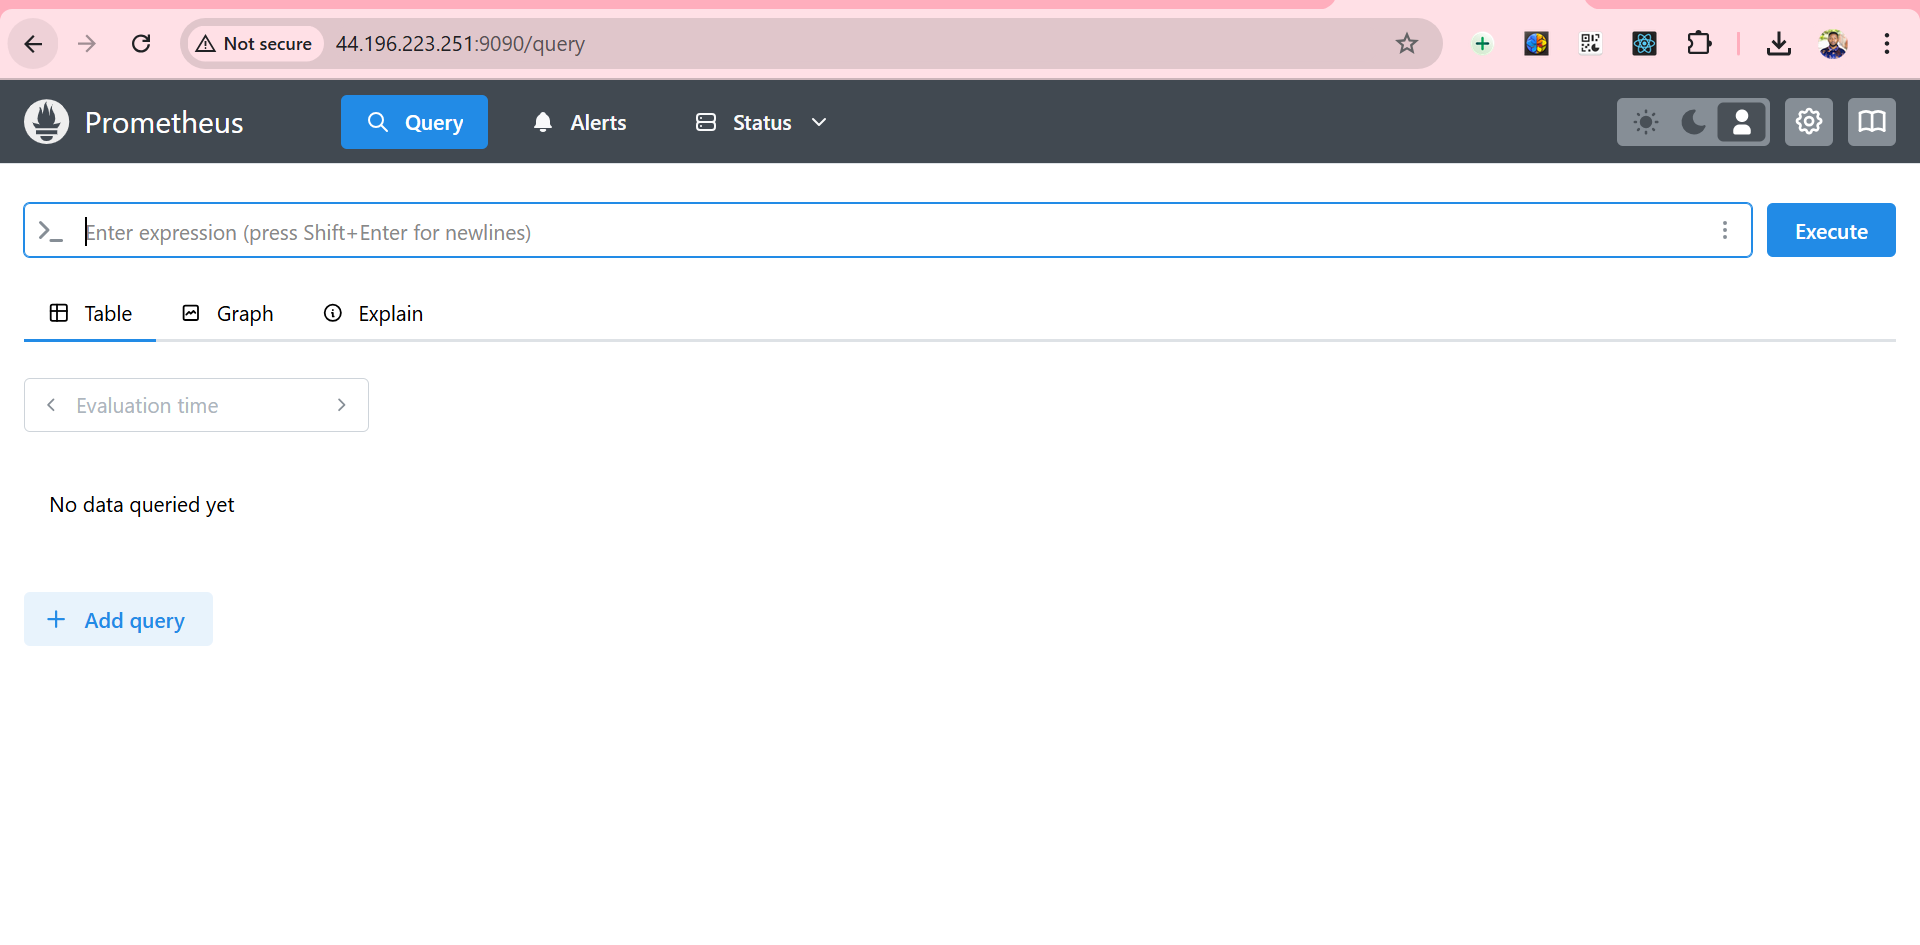 Not secure 44.196.223.251:9090/query
Prometheus Query Alerts Status
Enter expression (press Shift+Enter for newlines) Execute
Table Graph Explain
Evaluation time
No data queried yet
Add query